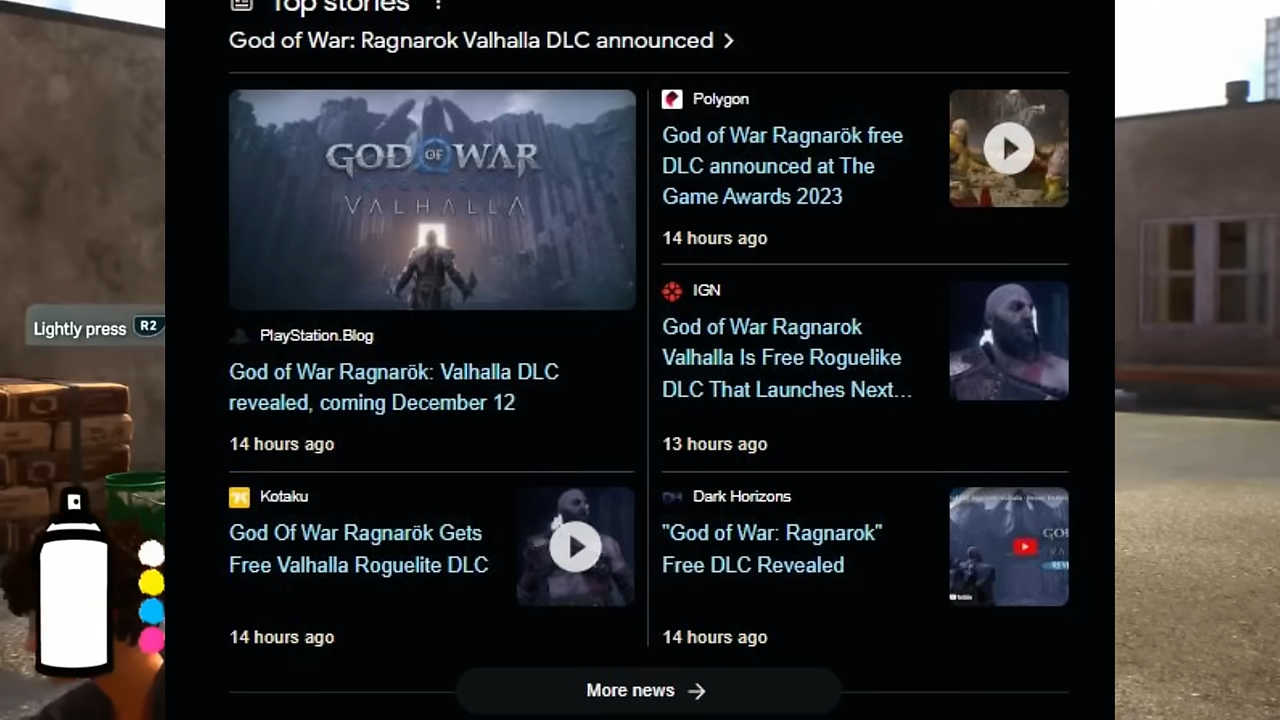 Top stories
God of War: Ragnarok Valhalla DLC announced
GOD OF WAR
RAGNARÖK
VALHALLA
PlayStation.Blog
God of War Ragnarök: Valhalla DLC
revealed, coming December 12
14 hours ago
Polygon
God of War Ragnarök free
DLC announced at The
Game Awards 2023
14 hours ago
IGN
God of War Ragnarok
Valhalla Is Free Roguelike
DLC That Launches Next...
13 hours ago
Kotaku
God Of War Ragnarök Gets
Free Valhalla Roguelite DLC
14 hours ago
Dark Horizons
"God of War: Ragnarok"
Free DLC Revealed
14 hours ago
More news
Lightly press R2